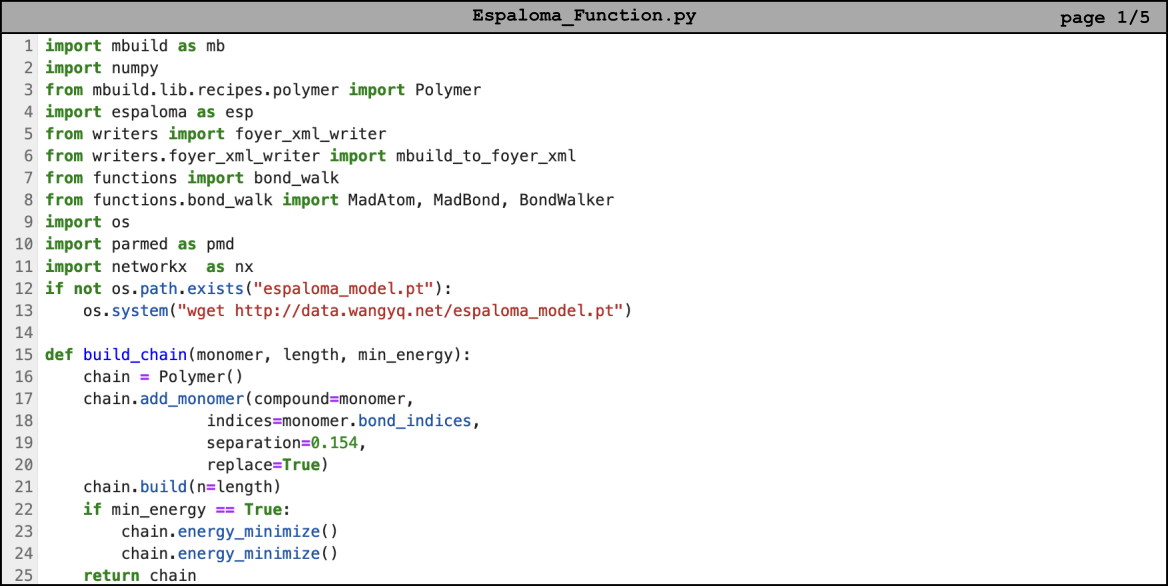 Espaloma_Function.py
page 1/5
1 import mbuild as mb
2 import numpy
3 from mbuild.lib.recipes.polymer import Polymer
4 import espaloma as esp
5 from writers import foyer_xml_writer
6 from writers.foyer_xml_writer import mbuild_to_foyer_xml
7 from functions import bond_walk
8 from functions.bond_walk import MadAtom, MadBond, BondWalker
9 import os
10 import parmed as pmd
11 import networkx  as nx
12 if not os.path.exists("espaloma_model.pt"):
13     os.system("wget http://data.wangyq.net/espaloma_model.pt")
14
15 def build_chain(monomer, length, min_energy):
16     chain = Polymer()
17     chain.add_monomer(compound=monomer,
18                  indices=monomer.bond_indices,
19                  separation=0.154,
20                  replace=True)
21     chain.build(n=length)
22     if min_energy == True:
23         chain.energy_minimize()
24         chain.energy_minimize()
25     return chain